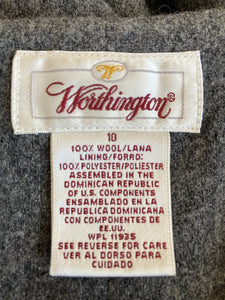 W
Worthington®
10
100% WOOL/LANA
LINING/FORRO:
100% POLYESTER/POLIESTER
ASSEMBLED IN THE
DOMINICAN REPUBLIC
OF U.S. COMPONENTS
ENSAMBLADO EN LA
REPUBLICA DOMINICANA
CON COMPONENTES DE
EE.UU.
WPL 11935
SEE REVERSE FOR CARE
VER AL DORSO PARA
CUIDADO